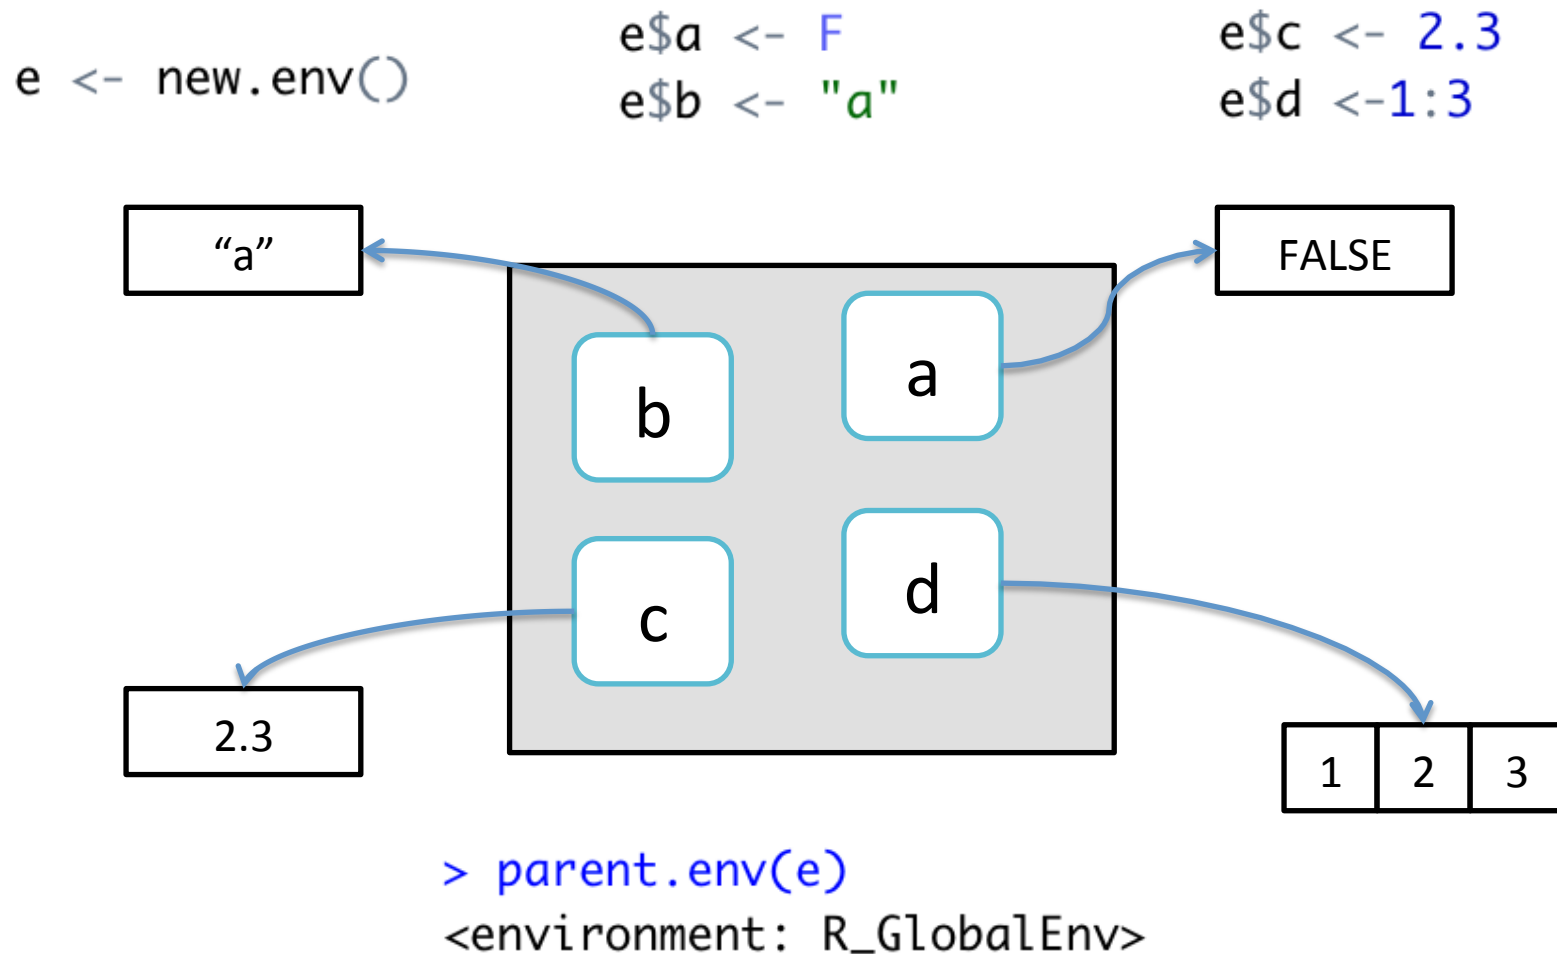 e <- new.env()
e$a <- F
e$b <- "a"
e$c <- 2.3
e$d <-1:3
“a”
FALSE
b
a
c
d
2.3
1 2 3
> parent.env(e)
<environment: R_GlobalEnv>